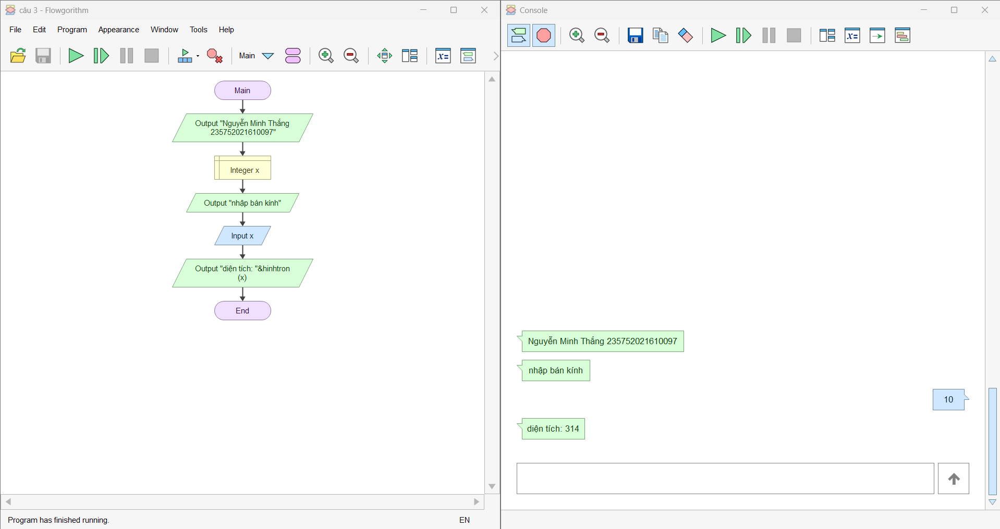 câu 3 - Flowgorithm
File Edit Program Appearance Window Tools Help
Main
Main
Output "Nguyễn Minh Thắng
235752021610097"
Integer x
Output "nhập bán kính"
Input x
Output "diện tích: "&hinhtron
(x)
End
Program has finished running.
EN
Console
Nguyễn Minh Thắng 235752021610097
nhập bán kính
10
diện tích: 314